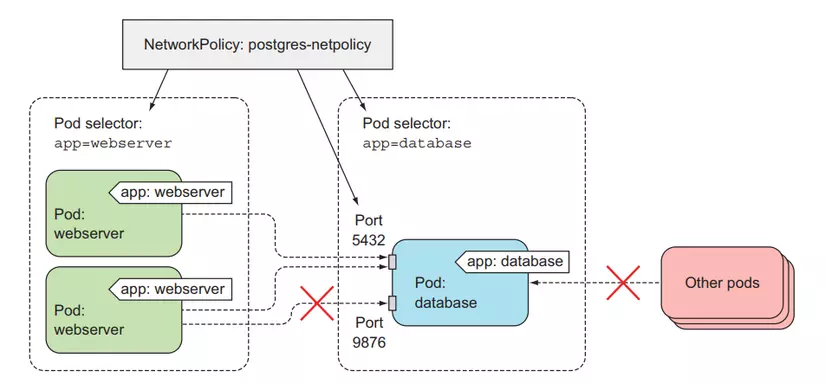 NetworkPolicy: postgres-netpolicy
Pod selector:
app=webserver
app: webserver
Pod:
webserver
app: webserver
Pod:
webserver
Pod selector:
app=database
Port
5432
app: database
Pod:
database
Port
9876
Other pods